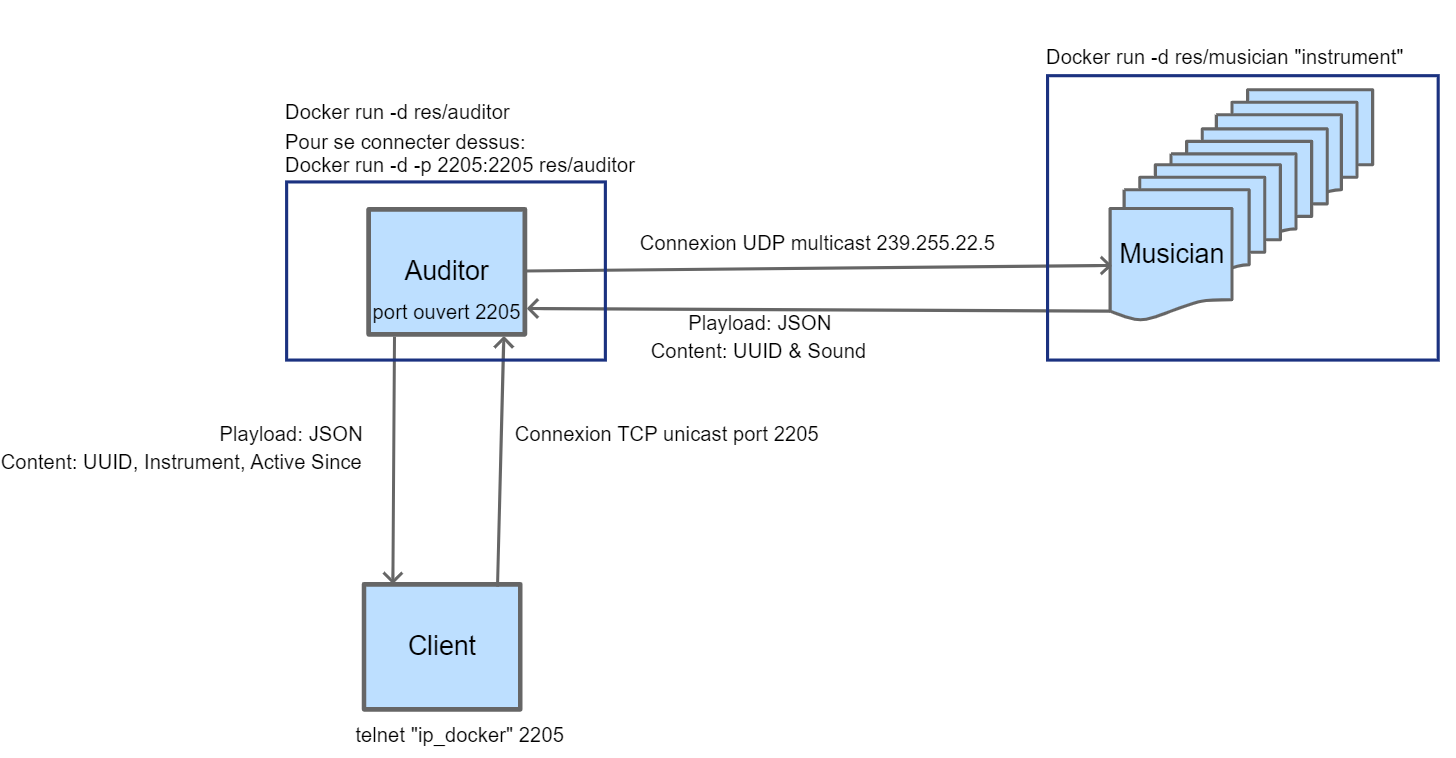 Docker run -d res/musician "instrument"
Docker run -d res/auditor
Pour se connecter dessus:
Docker run -d -p 2205:2205 res/auditor
Auditor
port ouvert 2205
Connexion UDP multicast 239.255.22.5
Musician
Playload: JSON
Content: UUID & Sound
Playload: JSON
Content: UUID, Instrument, Active Since
Connexion TCP unicast port 2205
Client
telnet "ip_docker" 2205